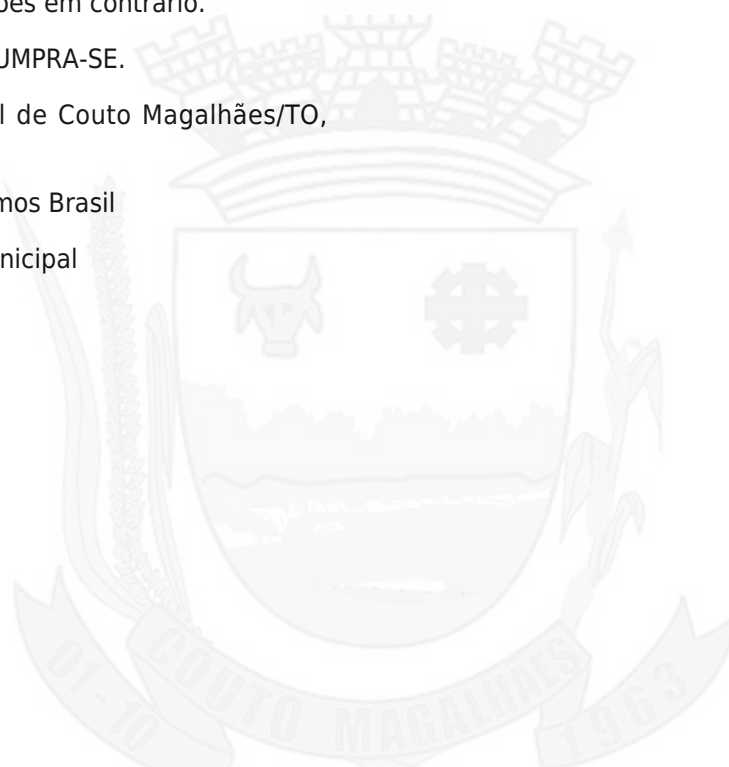 ões em contrário.
UMPRA-SE.
l de Couto Magalhães/TO,
mos Brasil
nicipal
01-10 COUTO MAGALHÃES 1963